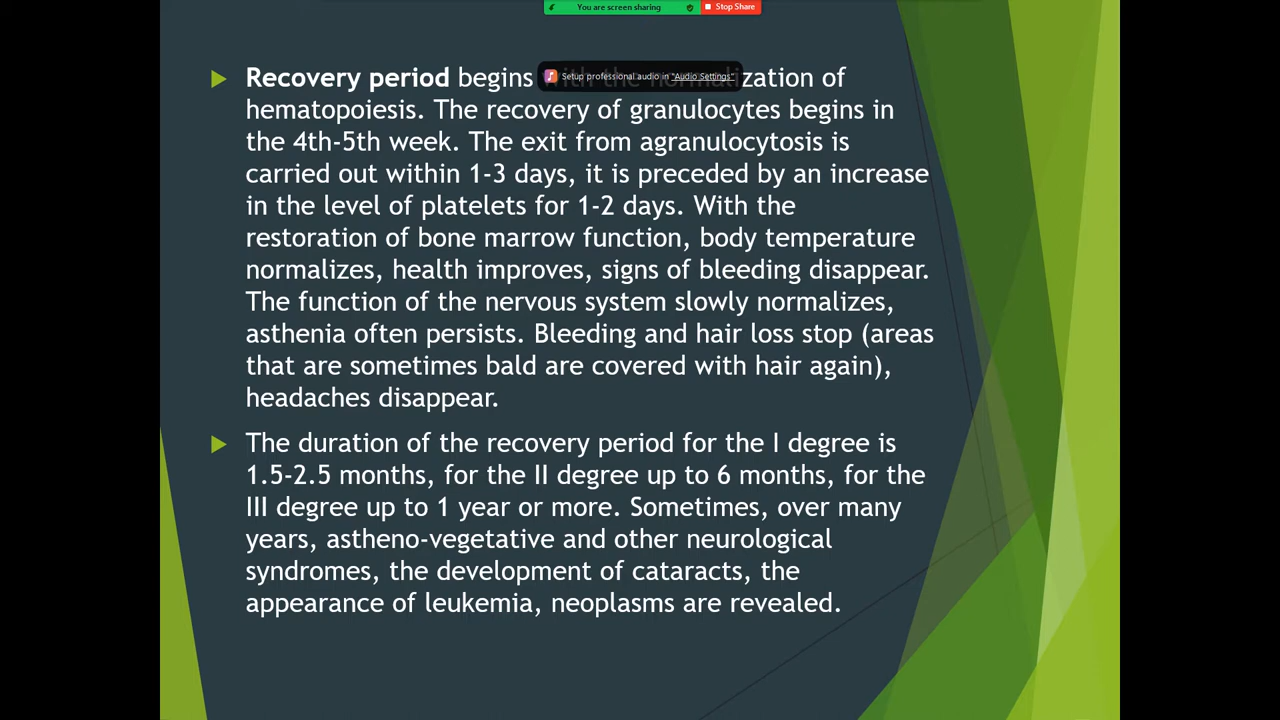 You are screen sharing Stop Share
Setup professional audio in "Audio Settings"
Recovery period begins with the normalization of
hematopoiesis. The recovery of granulocytes begins in
the 4th-5th week. The exit from agranulocytosis is
carried out within 1-3 days, it is preceded by an increase
in the level of platelets for 1-2 days. With the
restoration of bone marrow function, body temperature
normalizes, health improves, signs of bleeding disappear.
The function of the nervous system slowly normalizes,
asthenia often persists. Bleeding and hair loss stop (areas
that are sometimes bald are covered with hair again),
headaches disappear.
The duration of the recovery period for the I degree is
1.5-2.5 months, for the II degree up to 6 months, for the
III degree up to 1 year or more. Sometimes, over many
years, astheno-vegetative and other neurological
syndromes, the development of cataracts, the
appearance of leukemia, neoplasms are revealed.